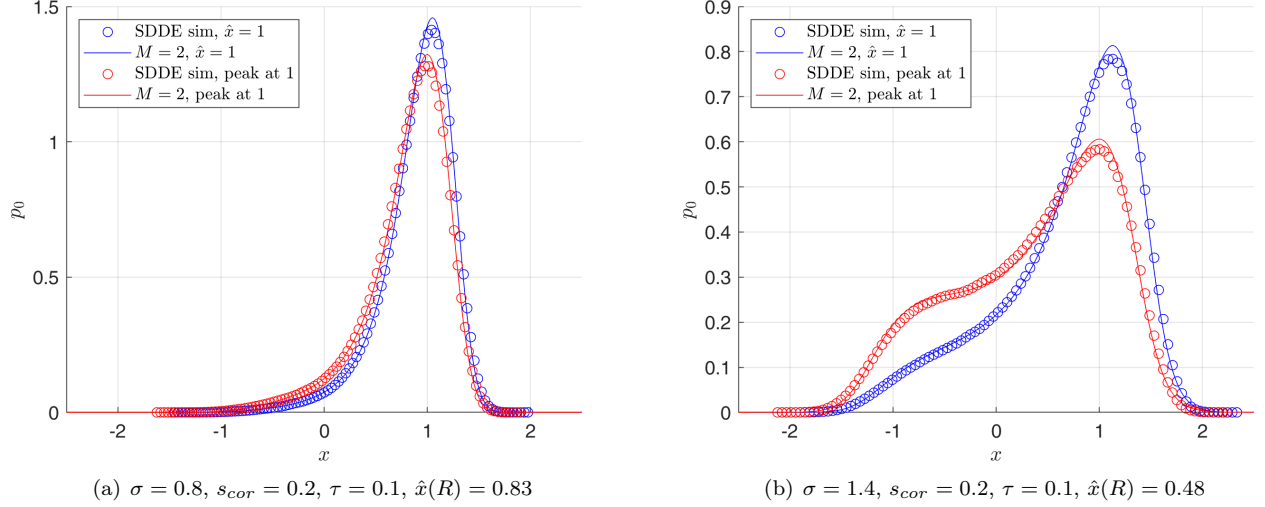 1.5
1
0.5
0
-2
-1
0
1
2
p₀
x
SDDE sim, x̂ = 1
M = 2, x̂ = 1
SDDE sim, peak at 1
M = 2, peak at 1
(a) σ = 0.8, s_cor = 0.2, τ = 0.1, x̂(R) = 0.83
0.9
0.8
0.7
0.6
0.5
0.4
0.3
0.2
0.1
0
-2
-1
0
1
2
p₀
x
SDDE sim, x̂ = 1
M = 2, x̂ = 1
SDDE sim, peak at 1
M = 2, peak at 1
(b) σ = 1.4, s_cor = 0.2, τ = 0.1, x̂(R) = 0.48